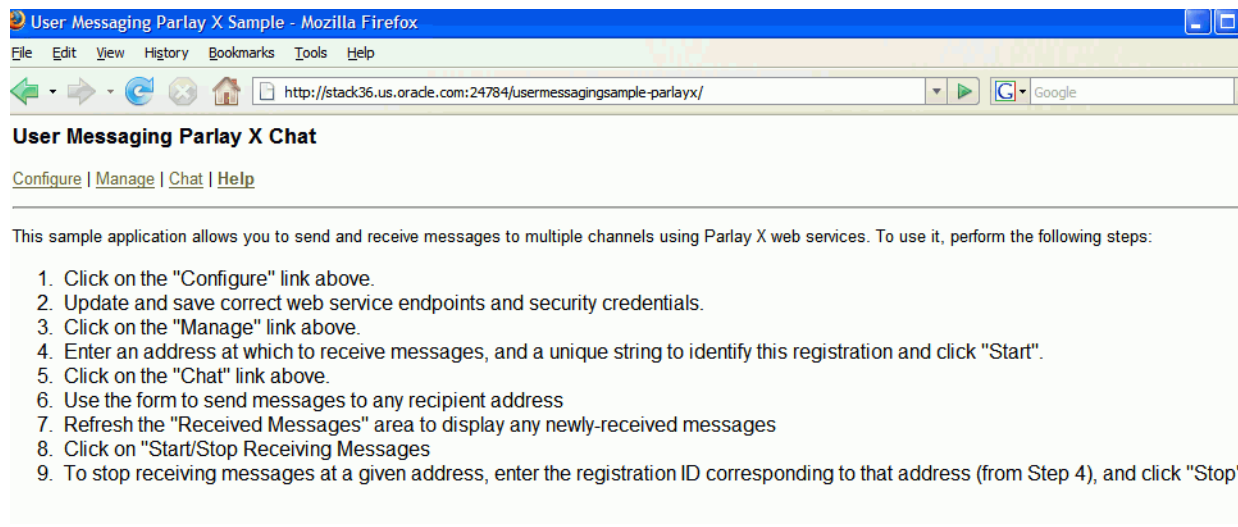 User Messaging Parlay X Sample - Mozilla Firefox
File Edit View History Bookmarks Tools Help
http://stack36.us.oracle.com:24784/usermessagingsample-parlayx/ G Google
User Messaging Parlay X Chat
Configure | Manage | Chat | Help
This sample application allows you to send and receive messages to multiple channels using Parlay X web services. To use it, perform the following steps:
1. Click on the "Configure" link above.
2. Update and save correct web service endpoints and security credentials.
3. Click on the "Manage" link above.
4. Enter an address at which to receive messages, and a unique string to identify this registration and click "Start".
5. Click on the "Chat" link above.
6. Use the form to send messages to any recipient address
7. Refresh the "Received Messages" area to display any newly-received messages
8. Click on "Start/Stop Receiving Messages
9. To stop receiving messages at a given address, enter the registration ID corresponding to that address (from Step 4), and click "Stop"